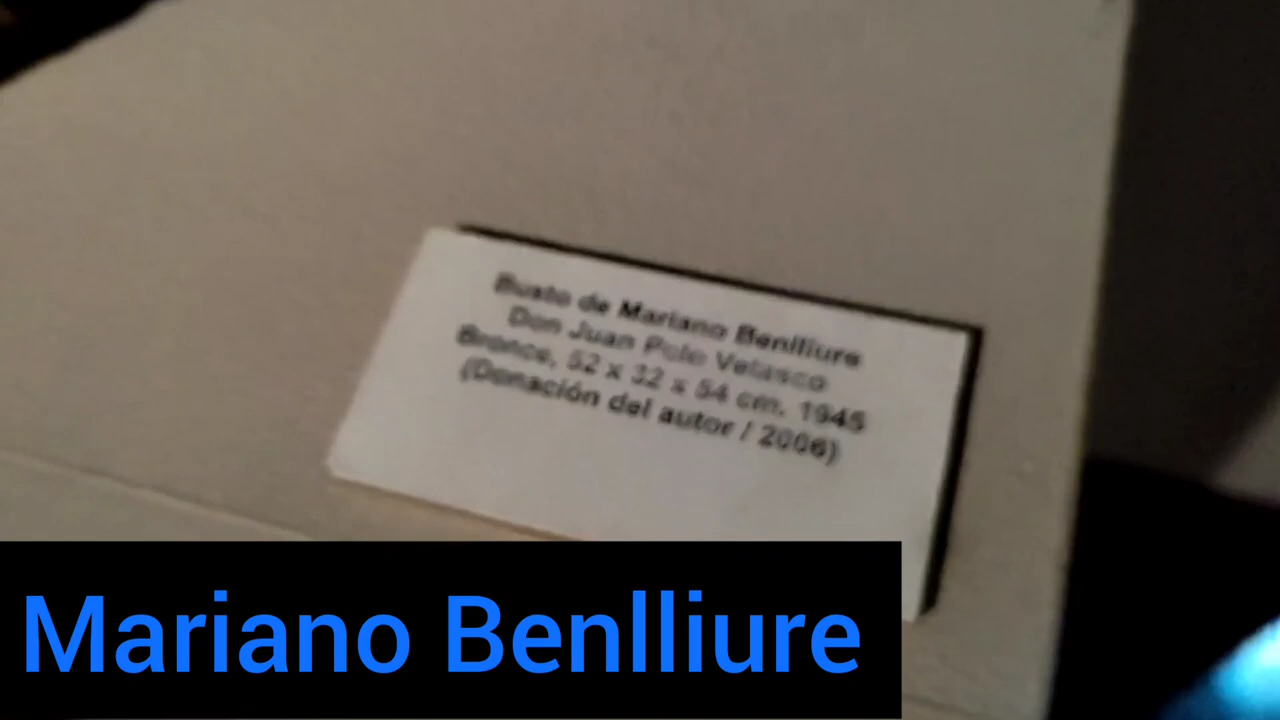 Busto de Mariano Benlliure
Don Juan Polo Velasco
Bronce, 52 x 32 x 54 cm. 1945
(Donación del autor / 2006)
Mariano Benlliure